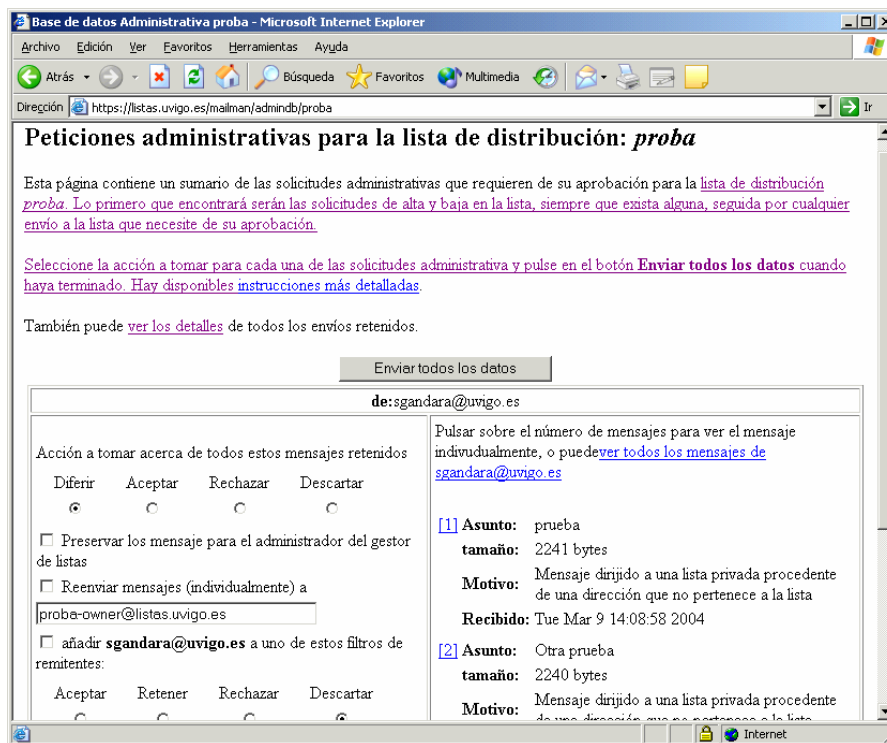 Base de datos Administrativa proba - Microsoft Internet Explorer
Archivo Edición Ver Favoritos Herramientas Ayuda
Atrás Búsqueda Favoritos Multimedia
Dirección https://listas.uvigo.es/mailman/admindb/proba Ir
Peticiones administrativas para la lista de distribución: proba
Esta página contiene un sumario de las solicitudes administrativas que requieren de su aprobación para la lista de distribución
proba. Lo primero que encontrará serán las solicitudes de alta y baja en la lista, siempre que exista alguna, seguida por cualquier
envío a la lista que necesite de su aprobación.
Seleccione la acción a tomar para cada una de las solicitudes administrativa y pulse en el botón Enviar todos los datos cuando
haya terminado. Hay disponibles instrucciones más detalladas.
También puede ver los detalles de todos los envíos retenidos.
Enviar todos los datos
de:sgandara@uvigo.es
Acción a tomar acerca de todos estos mensajes retenidos
Diferir Aceptar Rechazar Descartar
Preservar los mensaje para el administrador del gestor
de listas
Reenviar mensajes (individualmente) a
proba-owner@listas.uvigo.es
añadir sgandara@uvigo.es a uno de estos filtros de
remitentes:
Aceptar Retener Rechazar Descartar
Pulsar sobre el número de mensajes para ver el mensaje
indivudualmente, o puedever todos los mensajes de
sgandara@uvigo.es
[1] Asunto: prueba
tamaño: 2241 bytes
Motivo: Mensaje dirijido a una lista privada procedente
de una dirección que no pertenece a la lista
Recibido: Tue Mar 9 14:08:58 2004
[2] Asunto: Otra prueba
tamaño: 2240 bytes
Motivo: Mensaje dirijido a una lista privada procedente
de una dirección que no pertenece a la lista
Internet